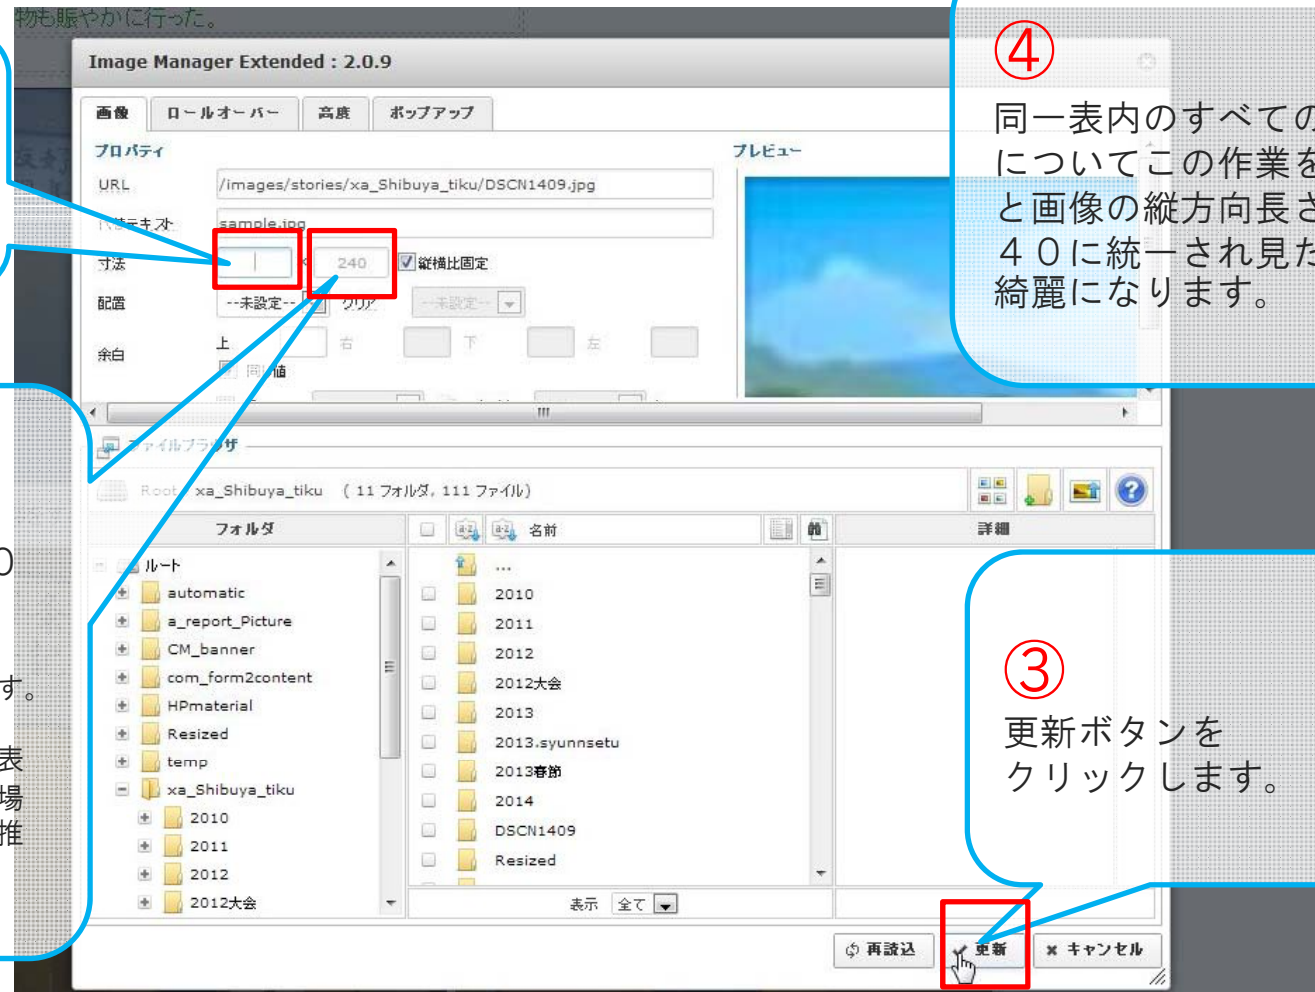 物も賑やかに行った。
Image Manager Extended : 2.0.9
画像 ロールオーバー 高度 ポップアップ
プロパティ
プレビュー
URL /images/stories/xa_Shibuya_tiku/DSCN1409.jpg
sample.jpg
寸法 240 縦横比固定
配置 --未設定-- クリア --未設定--
余白 上 右 下 左
同じ値
④
同一表内のすべての
についてこの作業を
と画像の縦方向長さ
４０に統一され見た
綺麗になります。
ファイルブラウザ
Root xa_Shibuya_tiku ( 11 フォルダ, 111 ファイル)
フォルダ 名前 詳細
ルート
automatic
a_report_Picture
CM_banner
com_form2content
HPmaterial
Resized
temp
xa_Shibuya_tiku
2010
2011
2012
2012大会
...
2010
2011
2012
2012大会
2013
2013.syunnsetu
2013春節
2014
DSCN1409
Resized
表示 全て
す。
表
場
推
③
更新ボタンを
クリックします。
再読込 更新 キャンセル